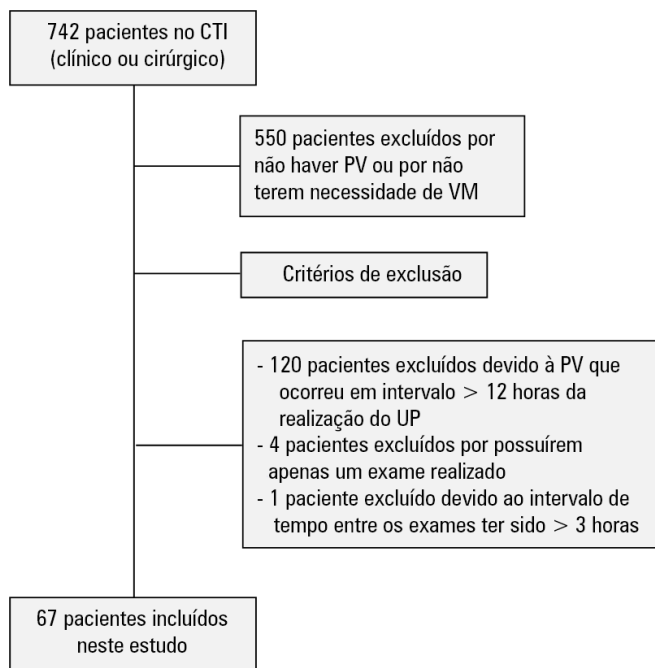 742 pacientes no CTI
(clínico ou cirúrgico)
550 pacientes excluídos por
não haver PV ou por não
terem necessidade de VM
Critérios de exclusão
- 120 pacientes excluídos devido à PV que
ocorreu em intervalo > 12 horas da
realização do UP
- 4 pacientes excluídos por possuírem
apenas um exame realizado
- 1 paciente excluído devido ao intervalo de
tempo entre os exames ter sido > 3 horas
67 pacientes incluídos
neste estudo